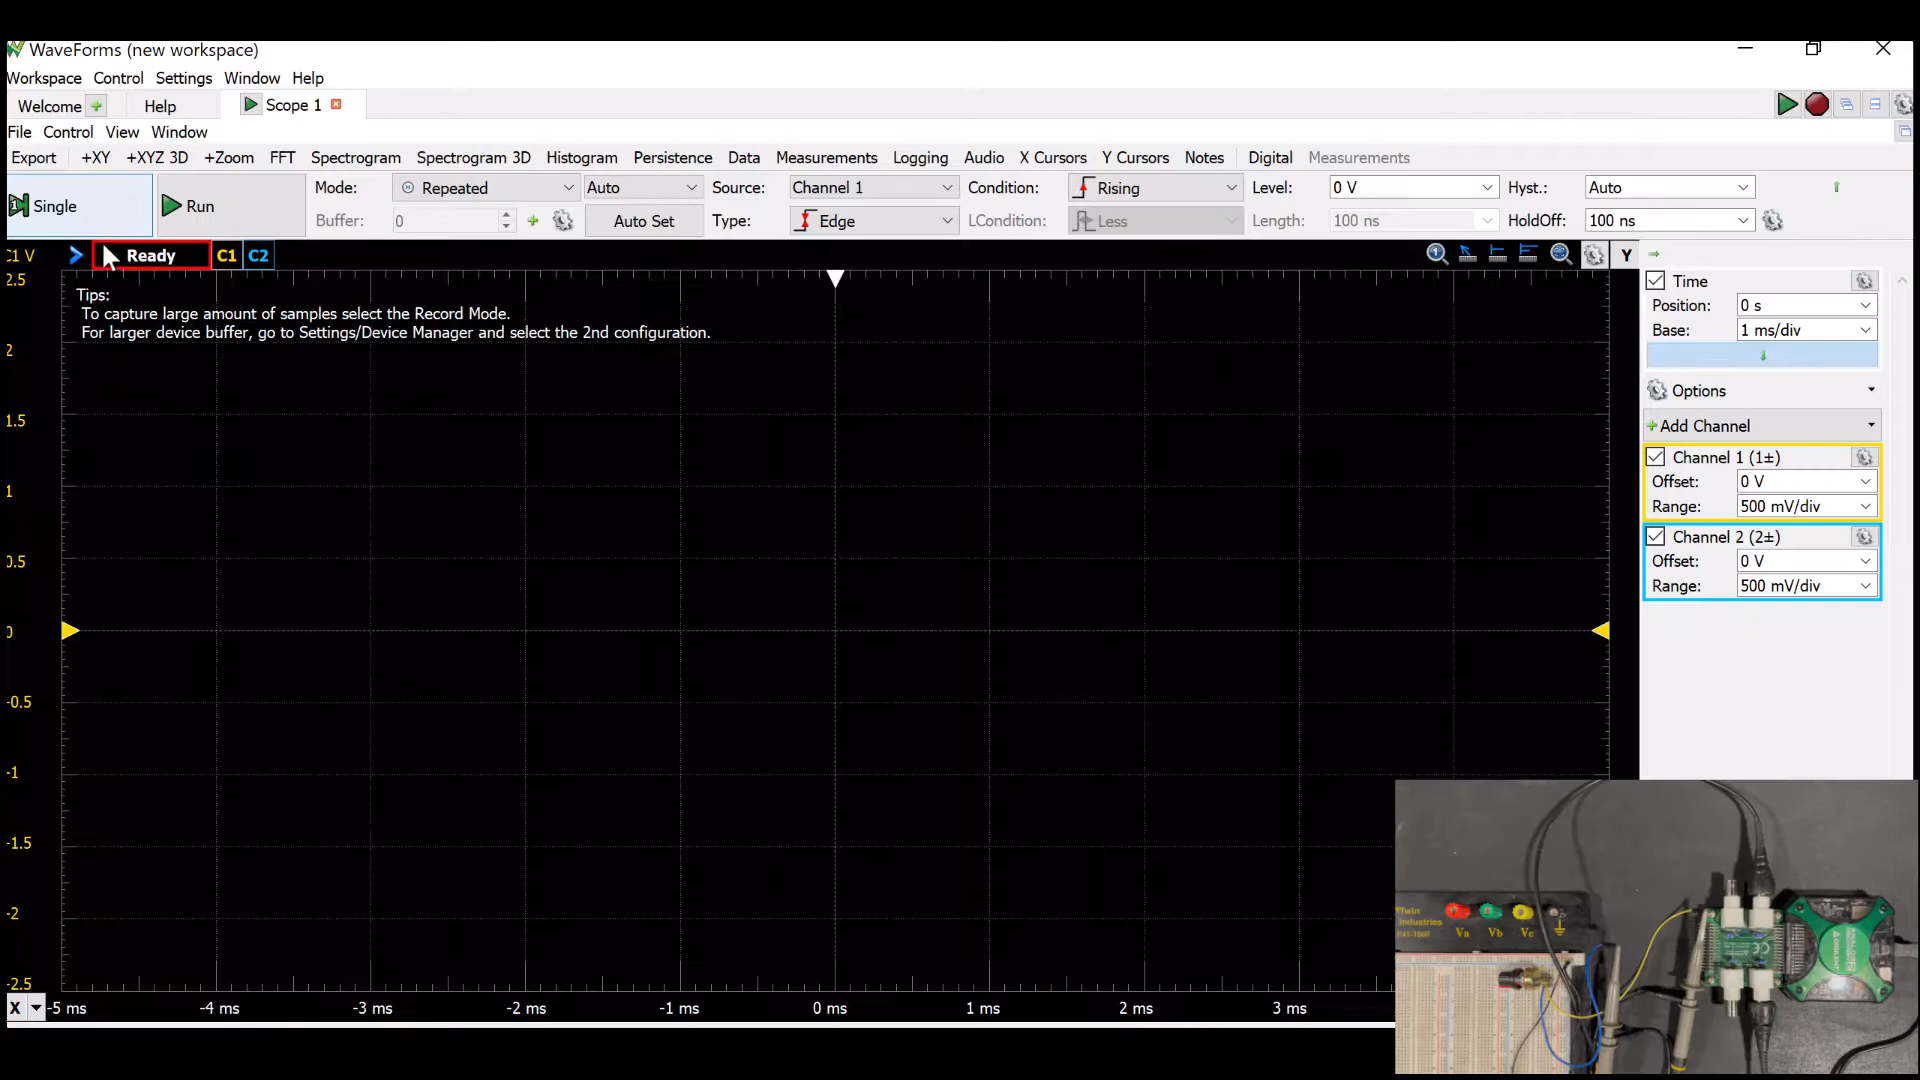 WaveForms (new workspace)
Workspace Control Settings Window Help
Welcome Help Scope 1
File Control View Window
Export +XY +XYZ 3D +Zoom FFT Spectrogram Spectrogram 3D Histogram Persistence Data Measurements Logging Audio X Cursors Y Cursors Notes Digital Measurements
Single Run Mode: Repeated Auto Source: Channel 1 Condition: Rising Level: 0 V Hyst.: Auto
Buffer: 0 Auto Set Type: Edge LCondition: Less Length: 100 ns HoldOff: 100 ns
C1 V Ready C1 C2 Y
Tips:
To capture large amount of samples select the Record Mode.
For larger device buffer, go to Settings/Device Manager and select the 2nd configuration.
2.5
2
1.5
1
0.5
0
-0.5
-1
-1.5
-2
-2.5
X -5 ms -4 ms -3 ms -2 ms -1 ms 0 ms 1 ms 2 ms 3 ms
Time
Position: 0 s
Base: 1 ms/div
Options
Add Channel
Channel 1 (1±)
Offset: 0 V
Range: 500 mV/div
Channel 2 (2±)
Offset: 0 V
Range: 500 mV/div
Twin
Industries
Va Vb Vc